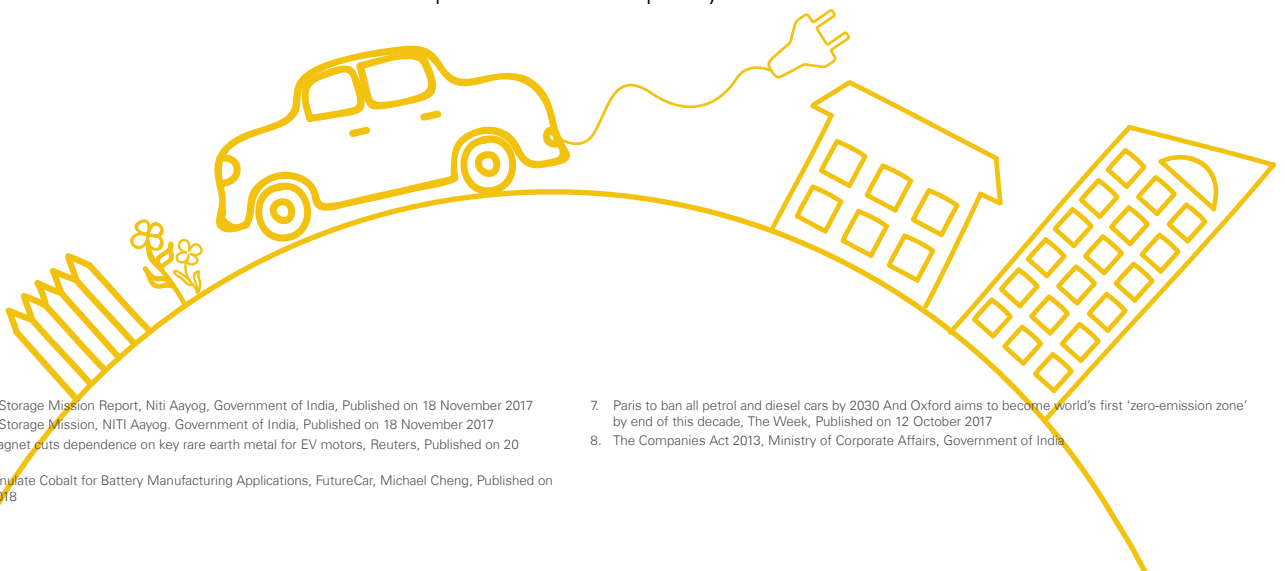 Storage Mission Report, Niti Aayog, Government of India, Published on 18 November 2017
Storage Mission, NITI Aayog. Government of India, Published on 18 November 2017
cuts dependence on key rare earth metal for EV motors, Reuters, Published on 20
Cobalt for Battery Manufacturing Applications, FutureCar, Michael Cheng, Published on
7. Paris to ban all petrol and diesel cars by 2030 And Oxford aims to become world's first 'zero-emission zone'
by end of this decade, The Week, Published on 12 October 2017
8. The Companies Act 2013, Ministry of Corporate Affairs, Government of India